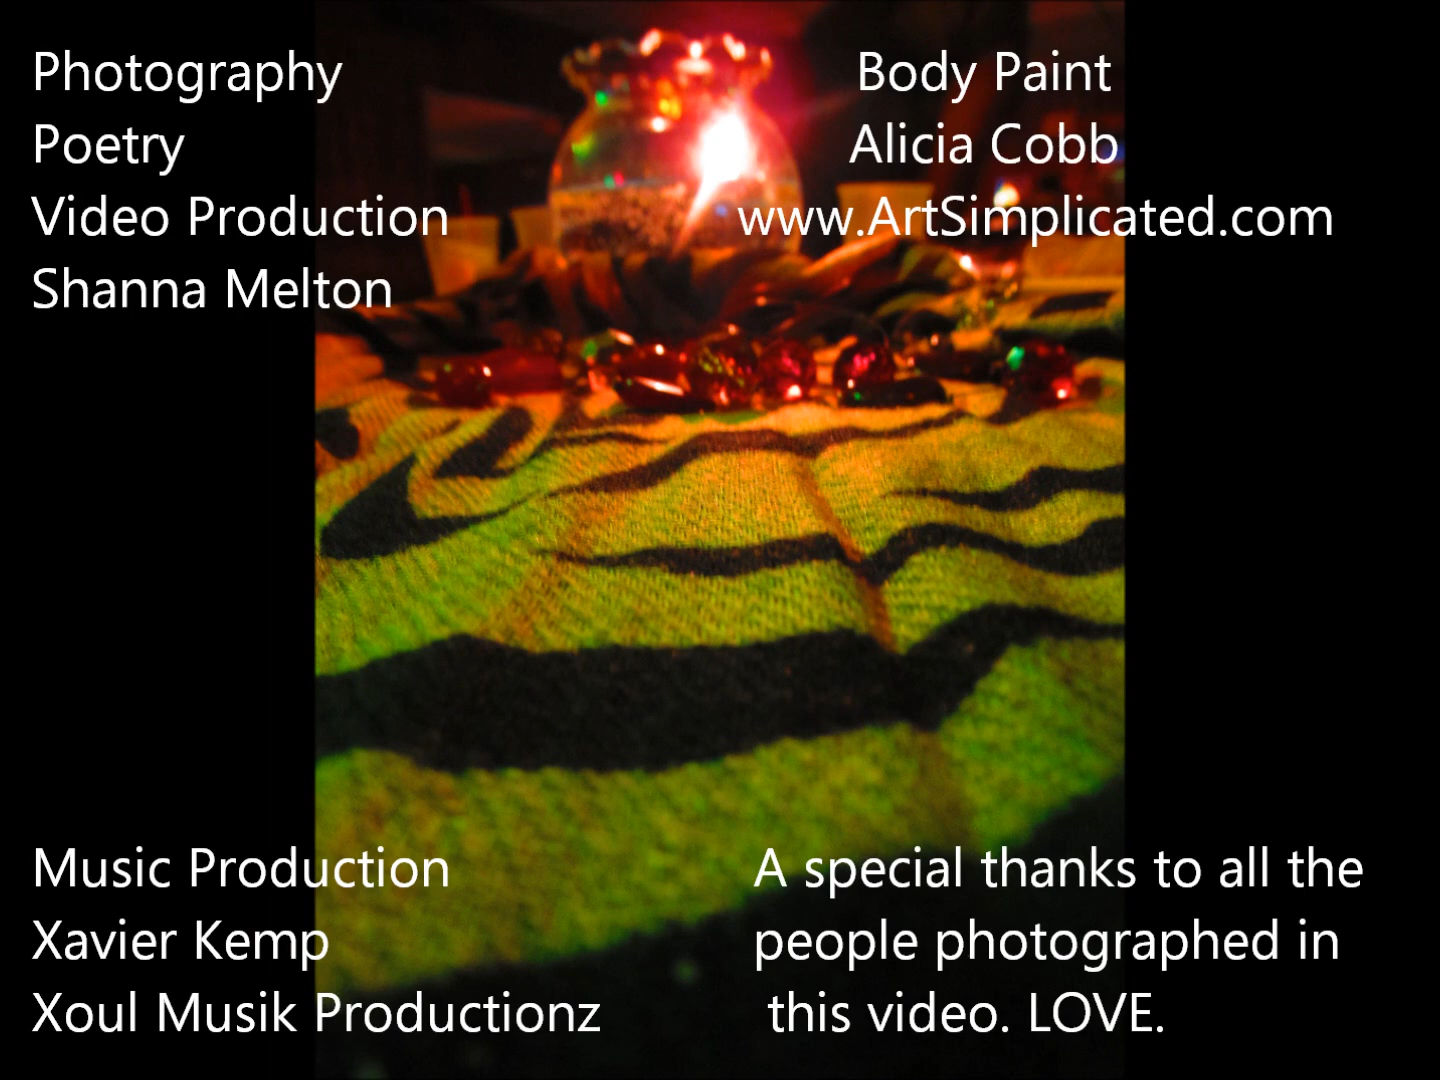 Photography
Poetry
Video Production
Shanna Melton
Body Paint
Alicia Cobb
www.ArtSimplicated.com
Music Production
Xavier Kemp
Xoul Musik Productionz
A special thanks to all the
people photographed in
this video. LOVE.